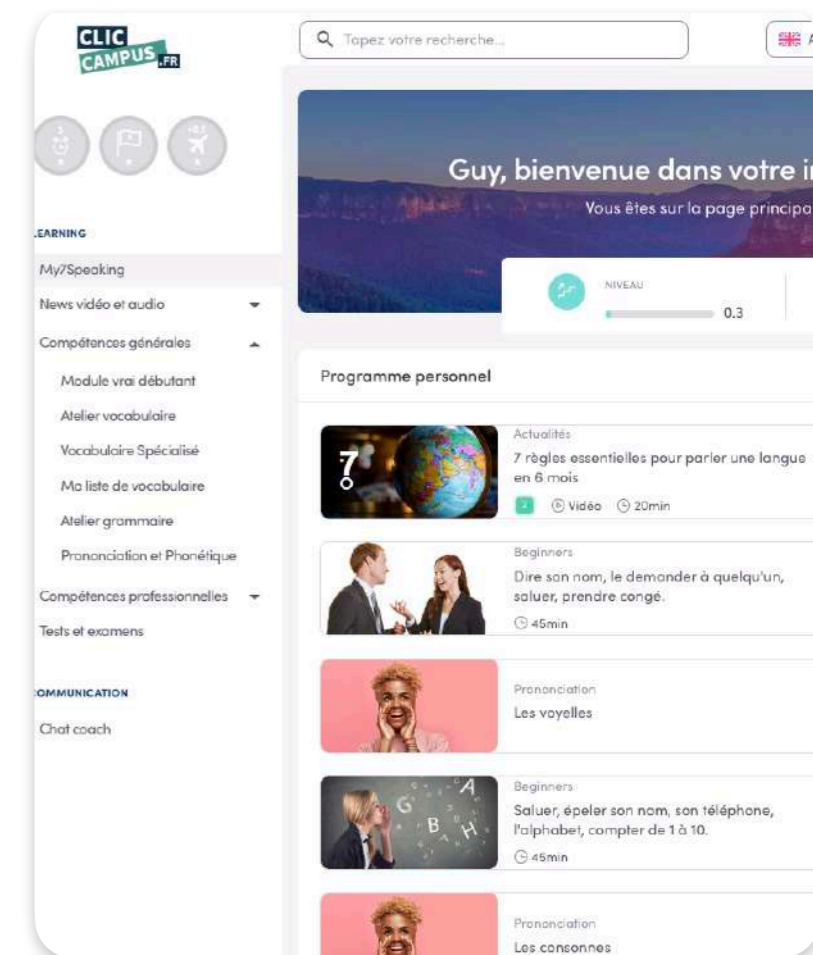 CLIC
CAMPUS .FR
Tapez votre recherche...
A
Guy, bienvenue dans votre i
Vous êtes sur la page principa
NIVEAU
0.3
LEARNING
My7Speaking
News vidéo et audio
Compétences générales
Module vrai débutant
Atelier vocabulaire
Vocabulaire Spécialisé
Ma liste de vocabulaire
Atelier grammaire
Prononciation et Phonétique
Compétences professionnelles
Tests et examens
COMMUNICATION
Chat coach
Programme personnel
7
Actualités
7 règles essentielles pour parler une langue
en 6 mois
2 Vidéo 20min
Beginners
Dire son nom, le demander à quelqu'un,
saluer, prendre congé.
45min
Prononciation
Les voyelles
G A B H
Beginners
Saluer, épeler son nom, son téléphone,
l'alphabet, compter de 1 à 10.
45min
Prononciation
Les consonnes